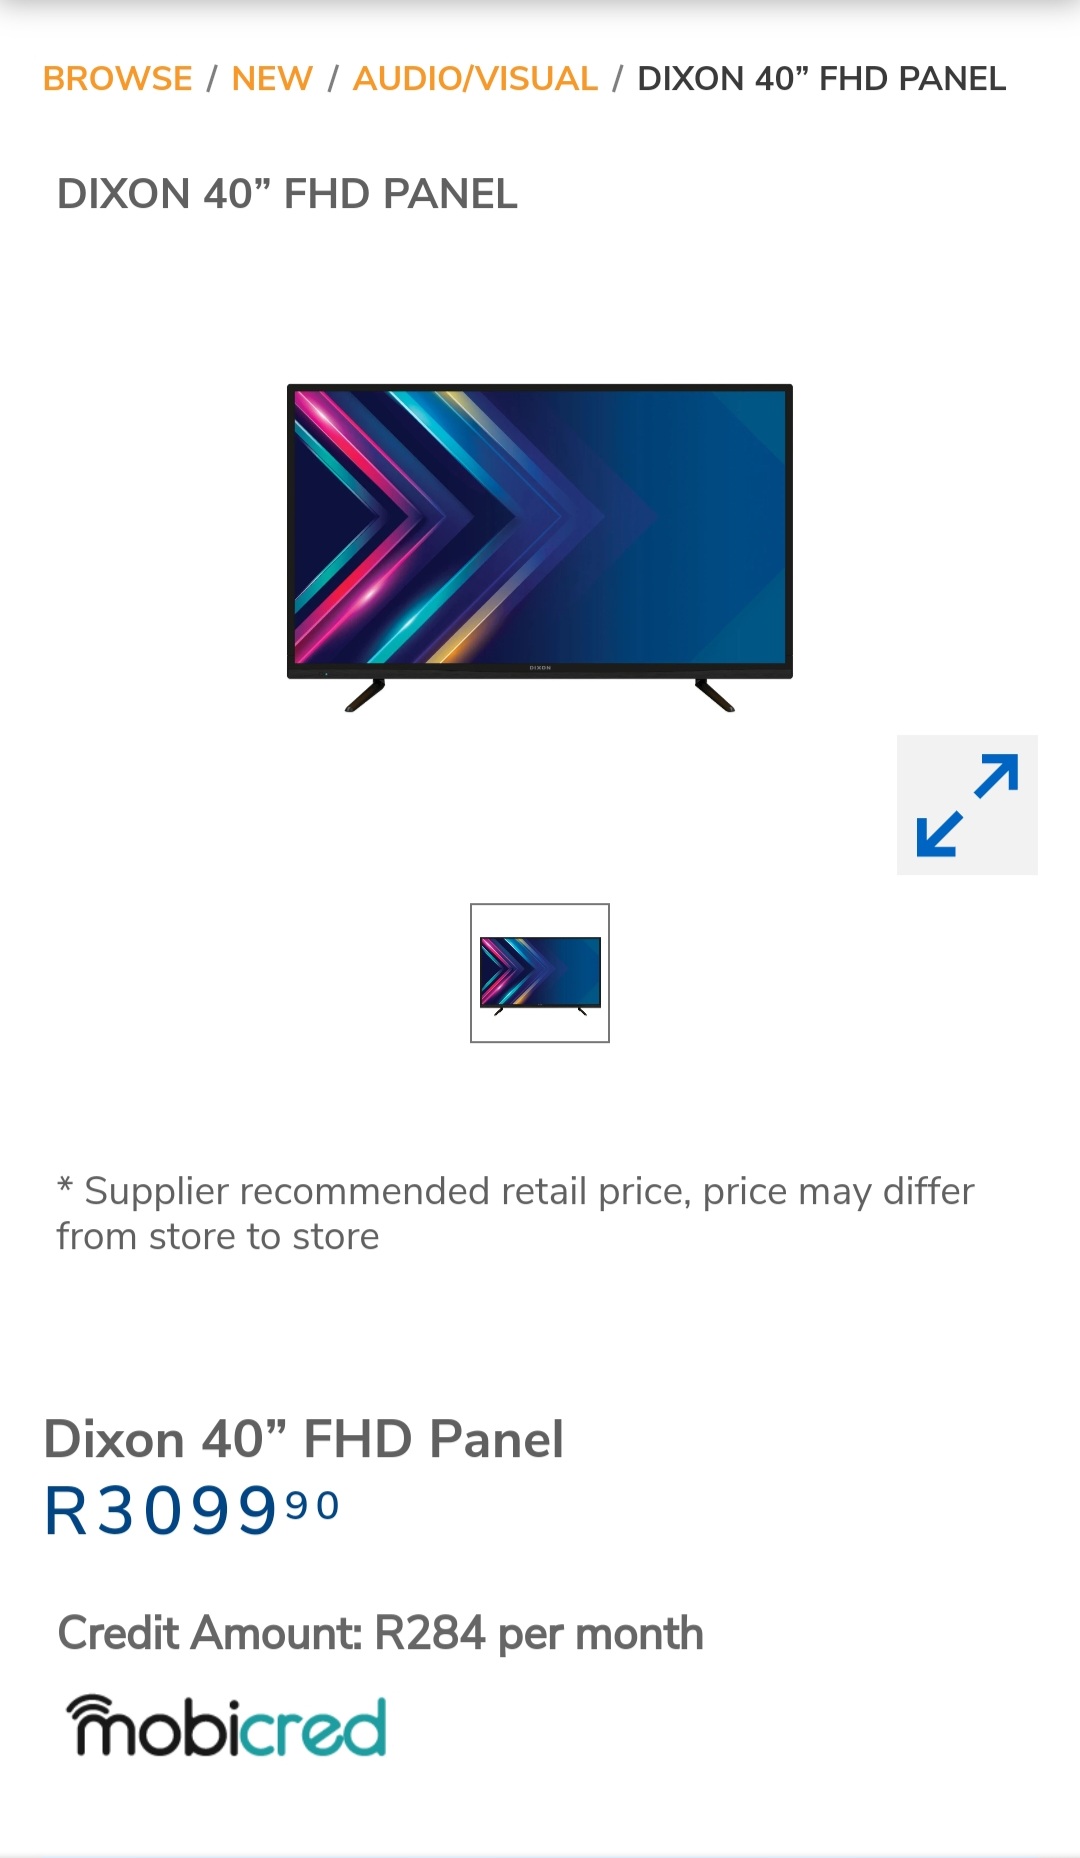 BROWSE / NEW / AUDIO/VISUAL / DIXON 40” FHD PANEL
DIXON 40” FHD PANEL
DIXON
* Supplier recommended retail price, price may differ
from store to store
Dixon 40” FHD Panel
R309990
Credit Amount: R284 per month
mobicred